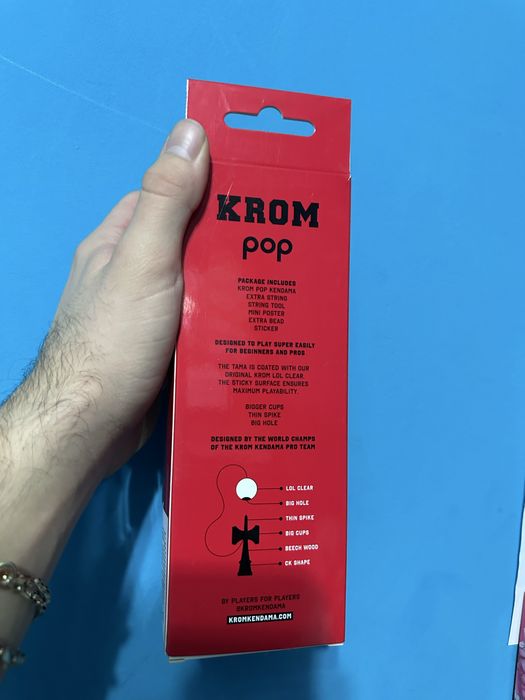 KROM
pop
PACKAGE INCLUDES
KROM POP KENDAMA
EXTRA STRING
STRING TOOL
MINI POSTER
EXTRA BEAD
STICKER
DESIGNED TO PLAY SUPER EASILY
FOR BEGINNERS AND PROS
THE TAMA IS COATED WITH OUR
ORIGINAL KROM LOL CLEAR.
THE STICKY SURFACE ENSURES
MAXIMUM PLAYABILITY.
BIGGER CUPS
THIN SPIKE
BIG HOLE
DESIGNED BY THE WORLD CHAMPS
OF THE KROM KENDAMA PRO TEAM
LOL CLEAR
BIG HOLE
THIN SPIKE
BIG CUPS
BEECH WOOD
CK SHAPE
BY PLAYERS FOR PLAYERS
@KROMKENDAMA
KROMKENDAMA.COM